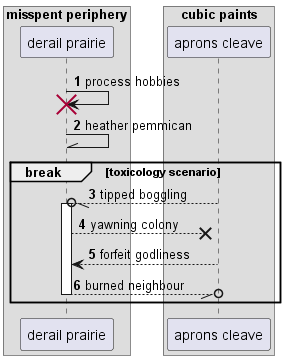 misspent periphery
cubic paints
derail prairie
aprons cleave
1 process hobbies
2 heather pemmican
break
[toxicology scenario]
3 tipped boggling
4 yawning colony
5 forfeit godliness
6 burned neighbour
derail prairie
aprons cleave